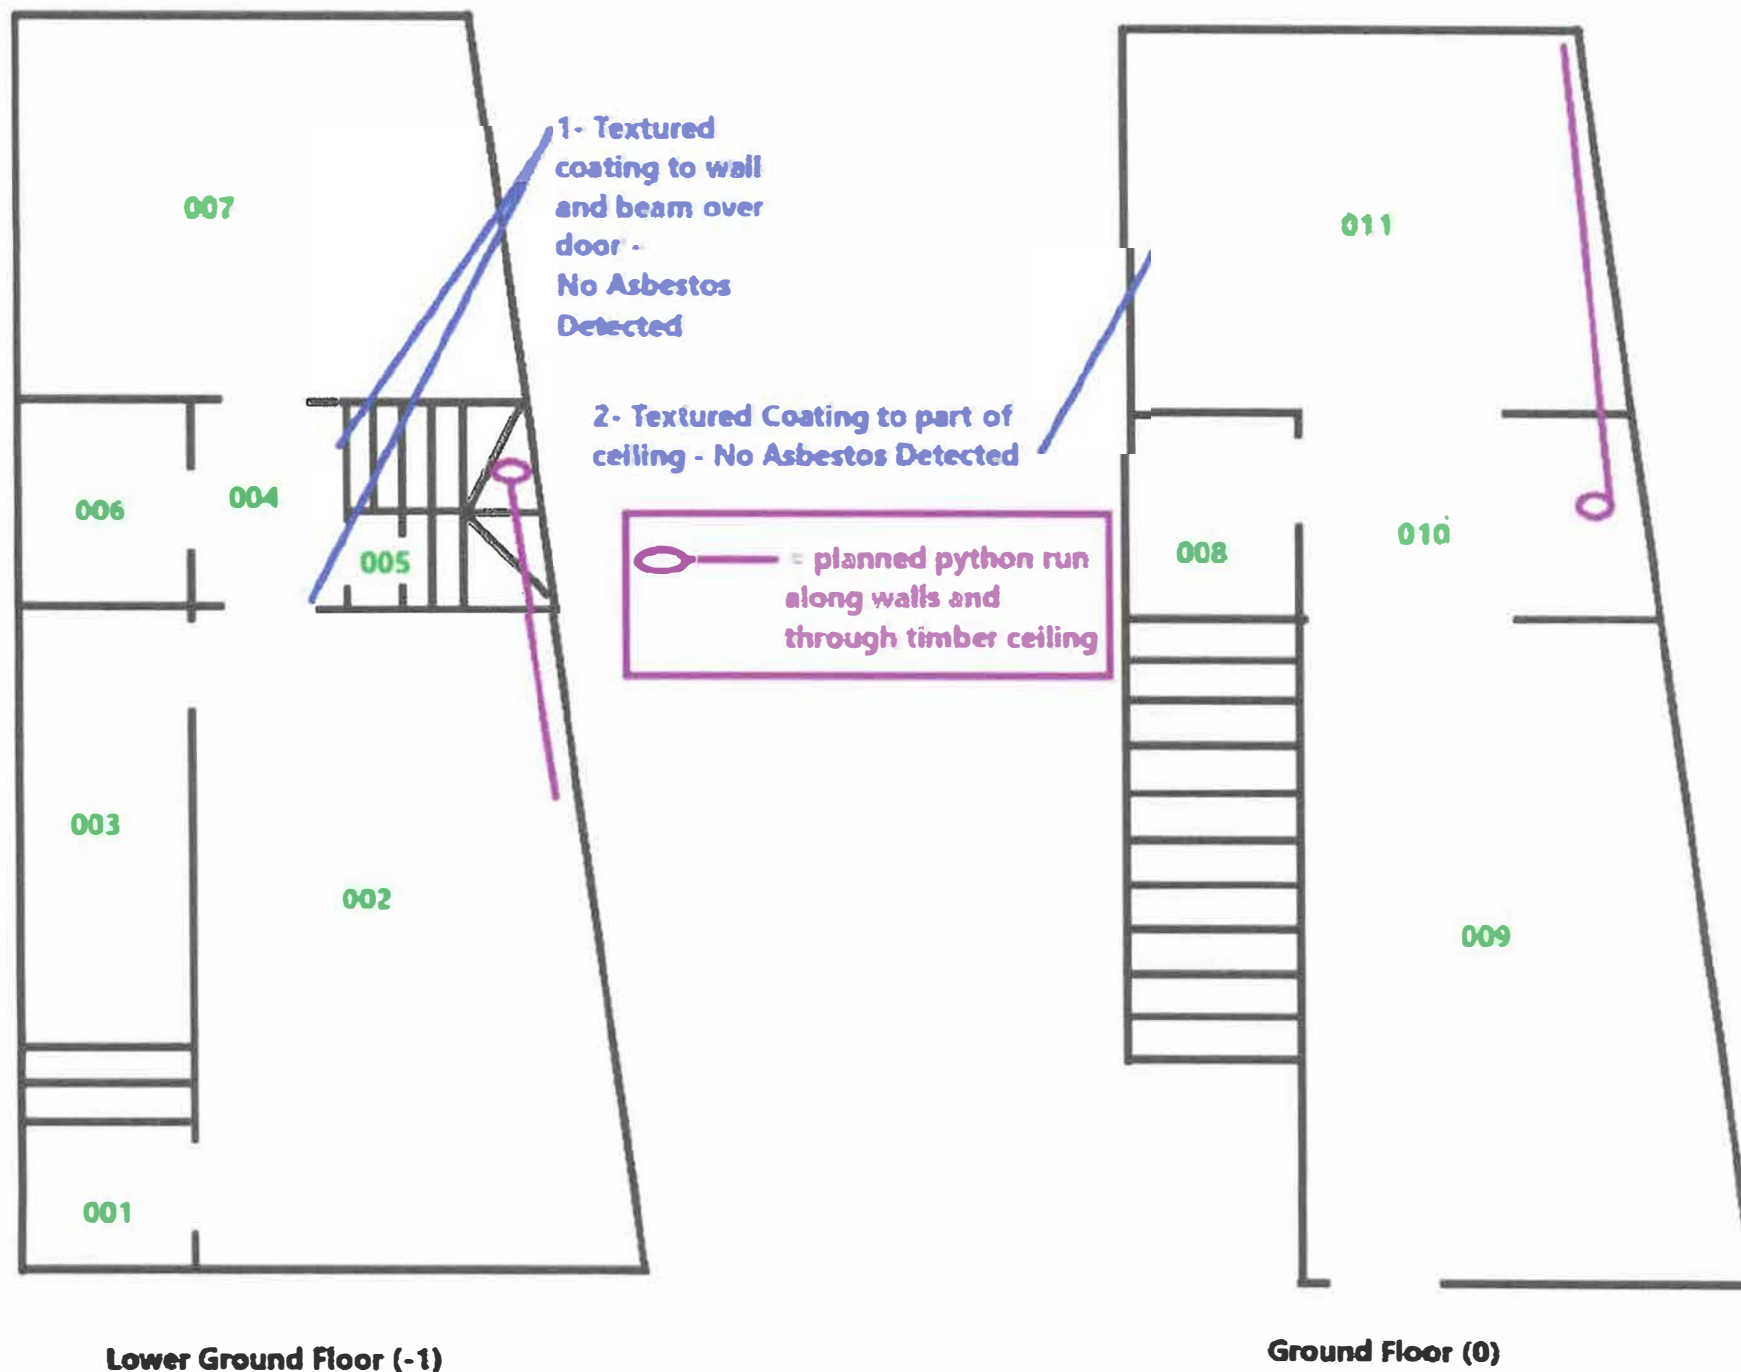 007
1- Textured
coating to wall
and beam over
door -
No Asbestos
Detected
011
2- Textured Coating to part of
ceiling - No Asbestos Detected
006
004
005
= planned python run
along walls and
through timber ceiling
008
010
003
002
009
001
Lower Ground Floor (-1)
Ground Floor (0)